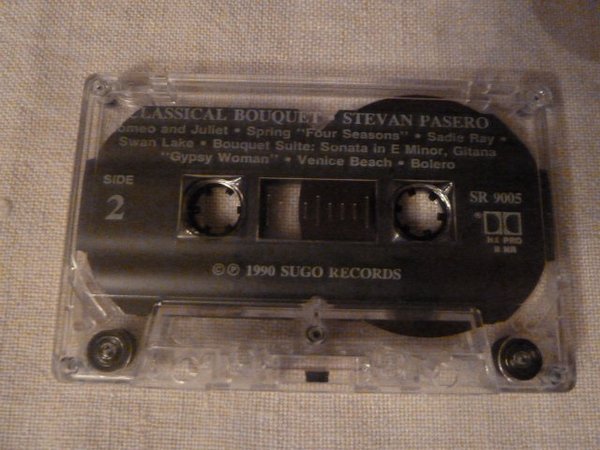 CLASSICAL BOUQUET • STEVAN PASERO
omeo and Juliet • Spring "Four Seasons" • Sadie Ray •
Swan Lake • Bouquet Suite: Sonata in E Minor, Gitana
"Gypsy Woman" • Venice Beach • Bolero
SIDE
2
SR 9005
HX PRO
B NR
©℗ 1990 SUGO RECORDS